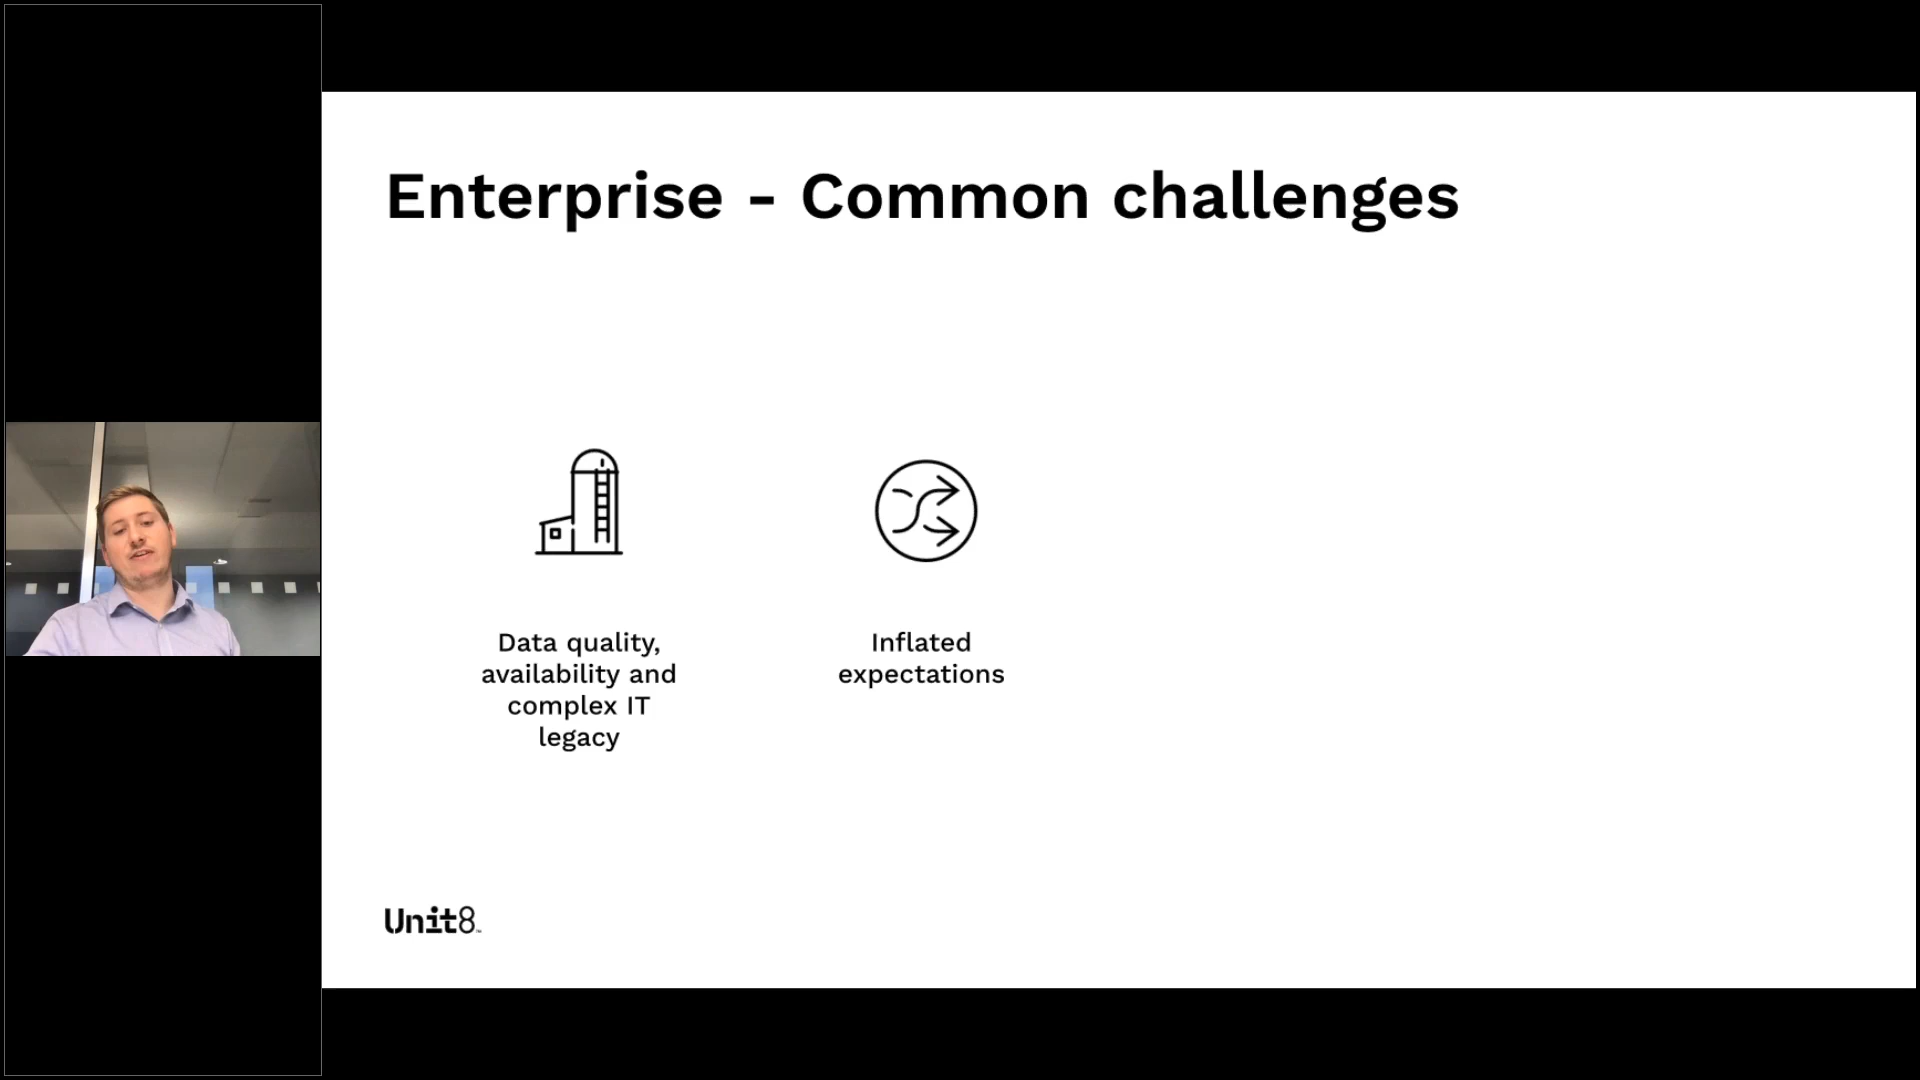 Enterprise - Common challenges
Data quality,
availability and
complex IT
legacy
Inflated
expectations
Unit8